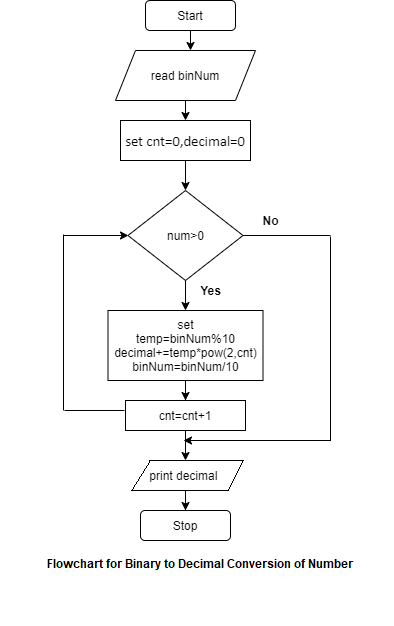 Start
read binNum
set cnt=0,decimal=0
num>0
No
Yes
set
temp=binNum%10
decimal+=temp*pow(2,cnt)
binNum=binNum/10
cnt=cnt+1
print decimal
Stop
Flowchart for Binary to Decimal Conversion of Number